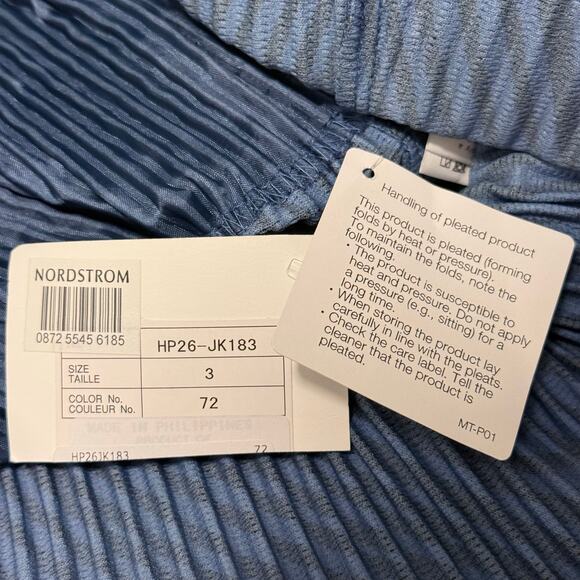 NORDSTROM
0872 5545 6185
HP26-JK183
SIZE
TAILLE
3
COLOR No.
COULEUR No.
72
MADE IN PHILIPPINES
PRODUCT OF
HP26JK183 72
Handling of pleated product
This product is pleated (forming
folds by heat or pressure).
To maintain the folds, note the
following.
• The product is susceptible to
heat and pressure. Do not apply
a pressure (e.g., sitting) for a
long time.
• When storing the product lay
carefully in line with the pleats.
• Check the care label. Tell the
cleaner that the product is
pleated.
MT-P01